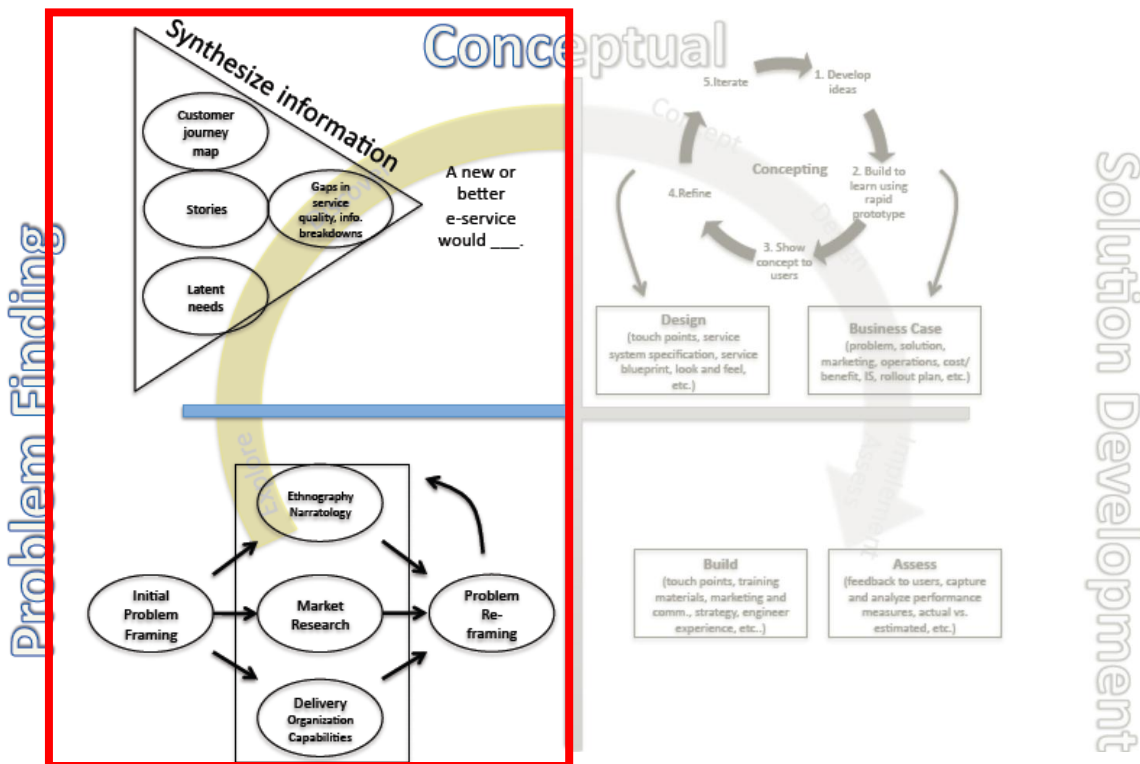 Conceptual
Problem Finding
Solution Development
Synthesize information
Customer
journey
map
Stories
Gaps in
service
quality, info.
breakdowns
Latent
needs
A new or
better
e-service
would ___.
Explore
Ethnography
Narratology
Initial
Problem
Framing
Market
Research
Problem
Re-
framing
Delivery
Organization
Capabilities
Concept
Design
Concepting
1. Develop
ideas
2. Build to
learn using
rapid
prototype
3. Show
concept to
users
4.Refine
5.Iterate
Design
(touch points, service
system specification, service
blueprint, look and feel,
etc.)
Business Case
(problem, solution,
marketing, operations, cost/
benefit, IS, rollout plan, etc.)
Implement
Assess
Build
(touch points, training
materials, marketing and
comm., strategy, engineer
experience, etc..)
Assess
(feedback to users, capture
and analyze performance
measures, actual vs.
estimated, etc.)